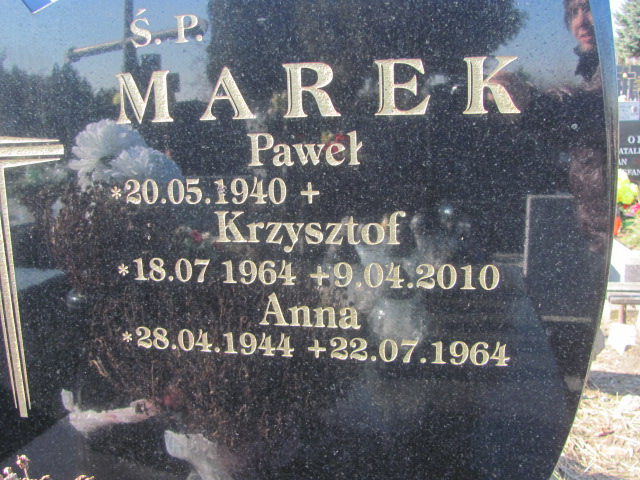 Ś. P.
MAREK
Paweł
*20.05.1940 +
Krzysztof
*18.07 1964 +9.04.2010
Anna
*28.04.1944 +22.07.1964